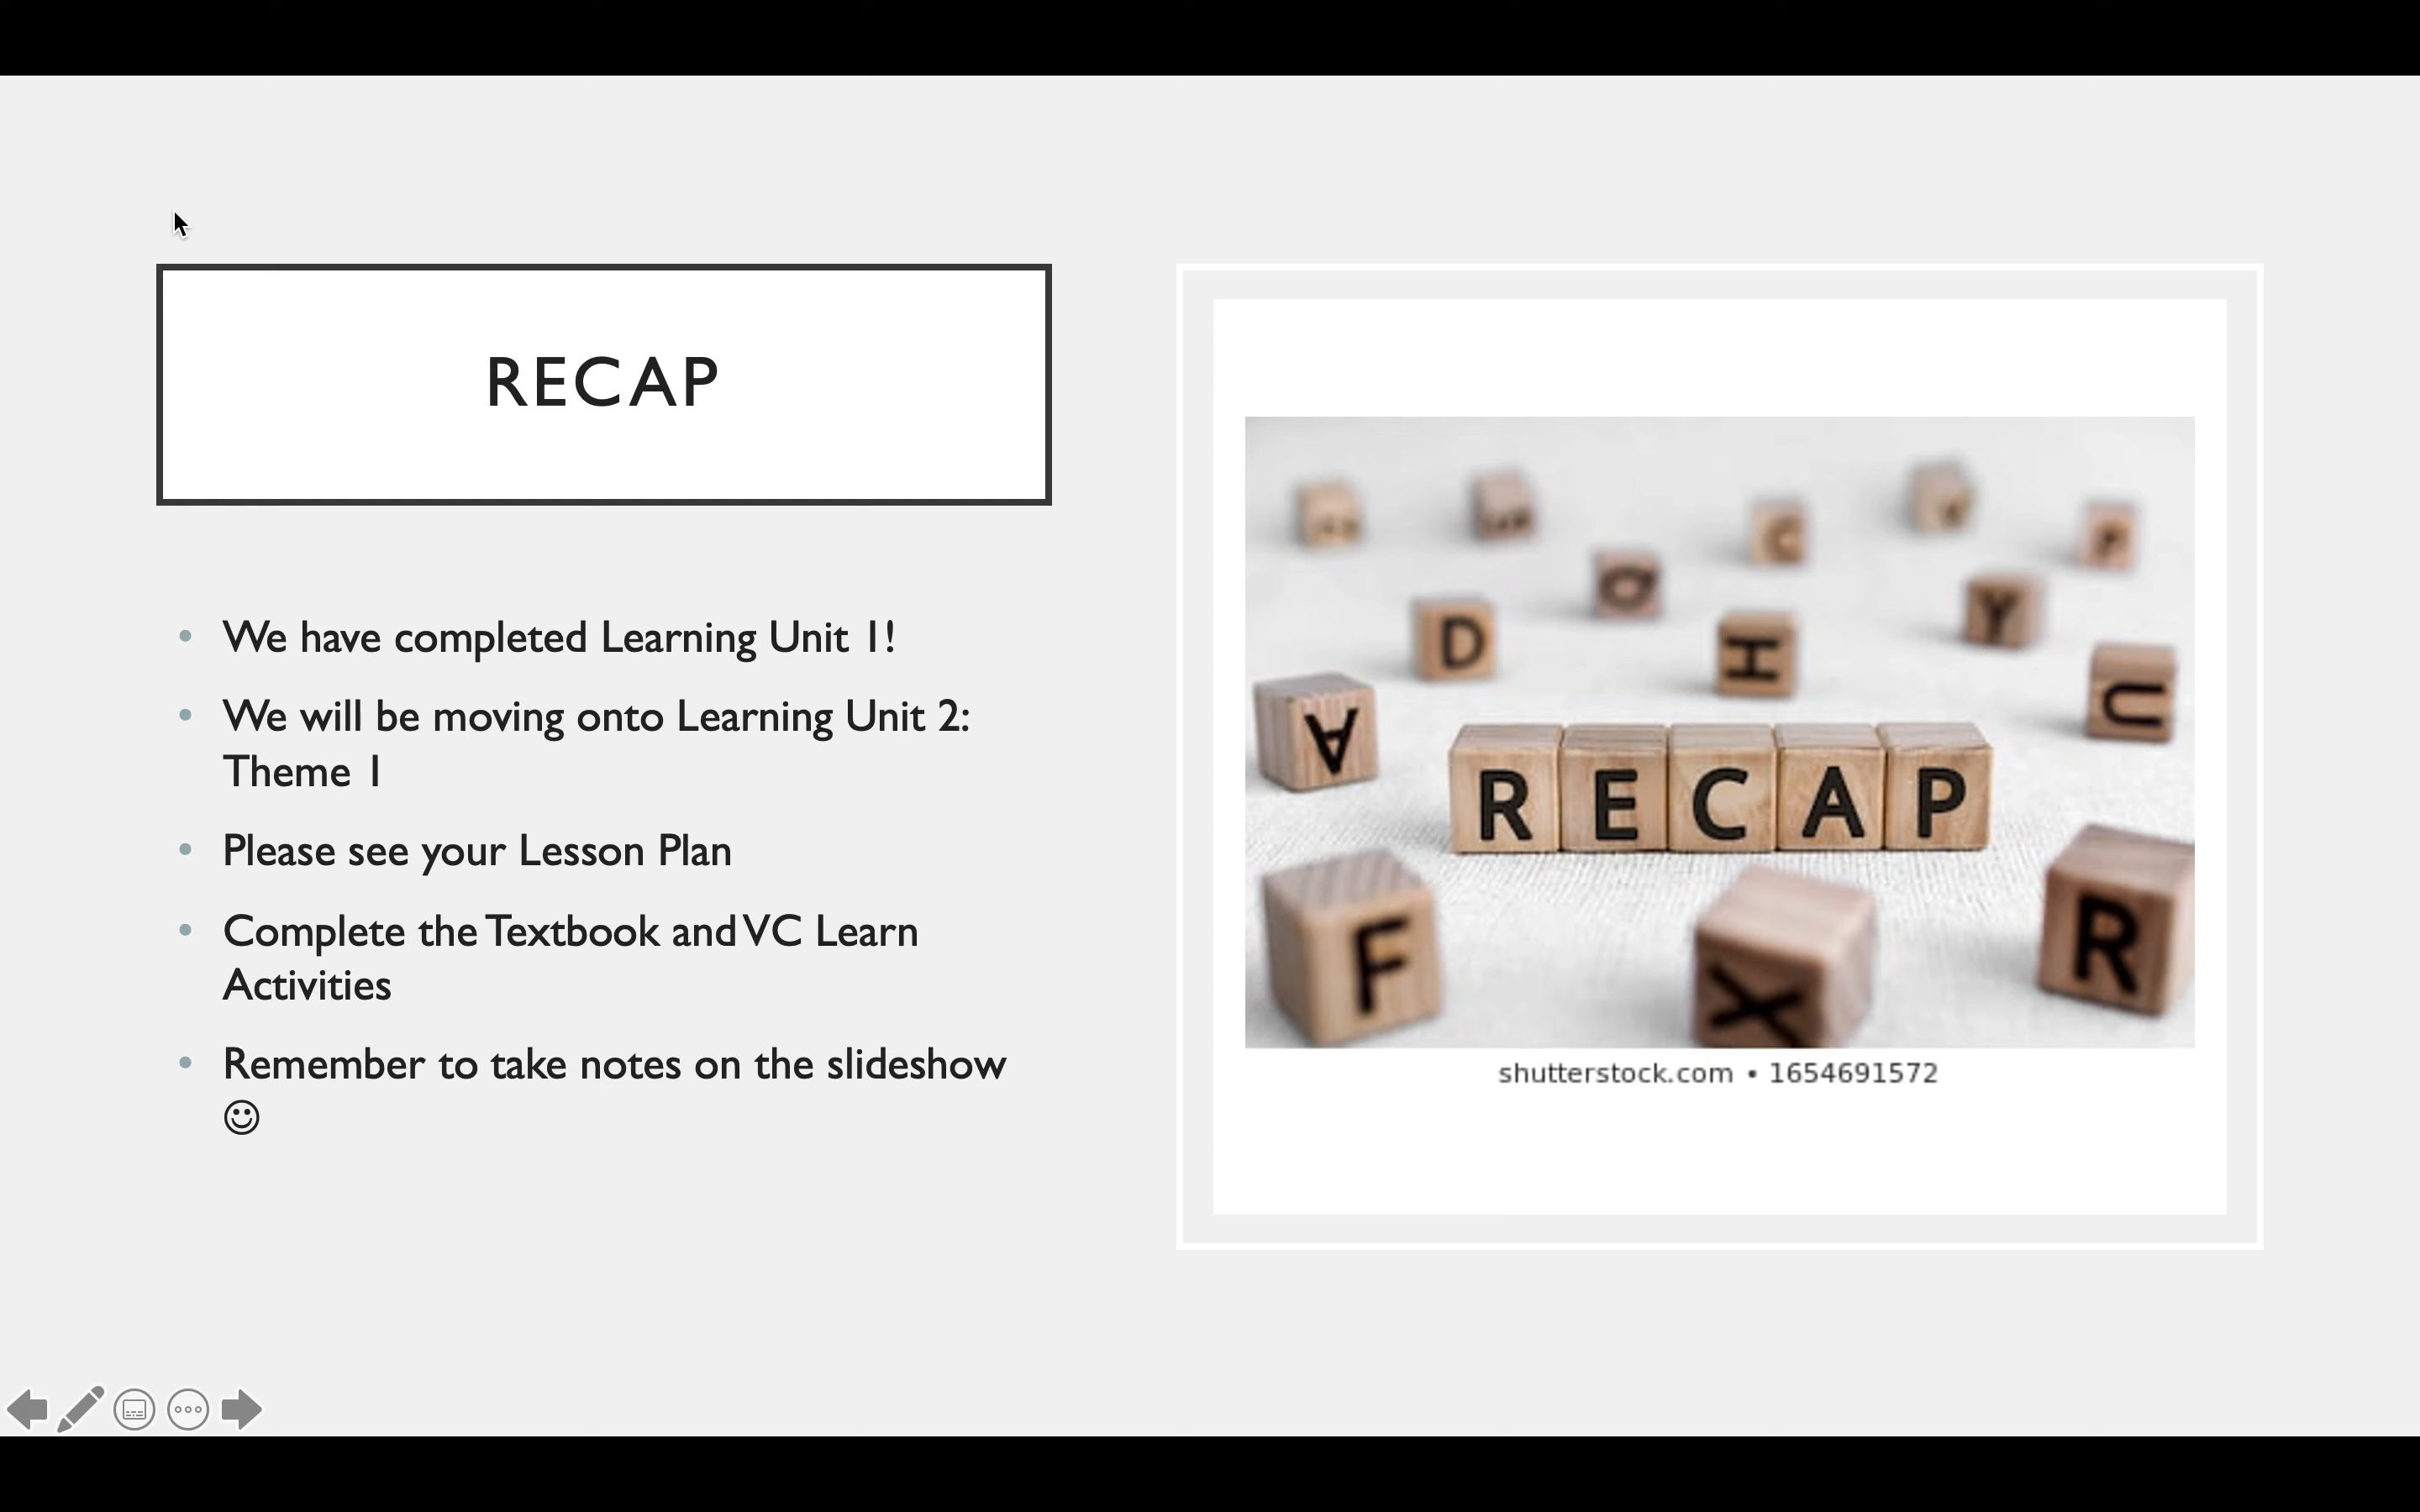 RECAP
• We have completed Learning Unit 1!
• We will be moving onto Learning Unit 2:
Theme 1
• Please see your Lesson Plan
• Complete the Textbook and VC Learn
Activities
• Remember to take notes on the slideshow
☺
C
O
Y
D
H
U
A
RECAP
F
X
R
shutterstock.com • 1654691572